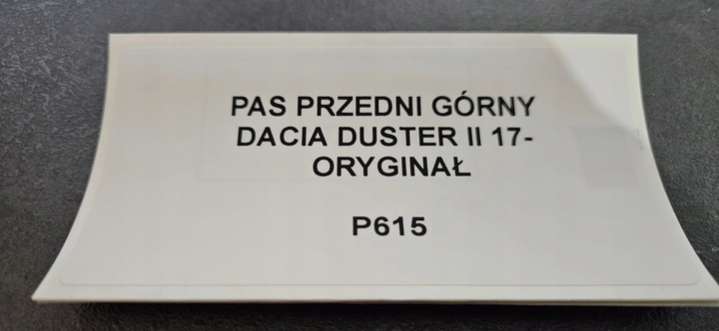 PAS PRZEDNI GÓRNY
DACIA DUSTER II 17-
ORYGINAŁ
P615